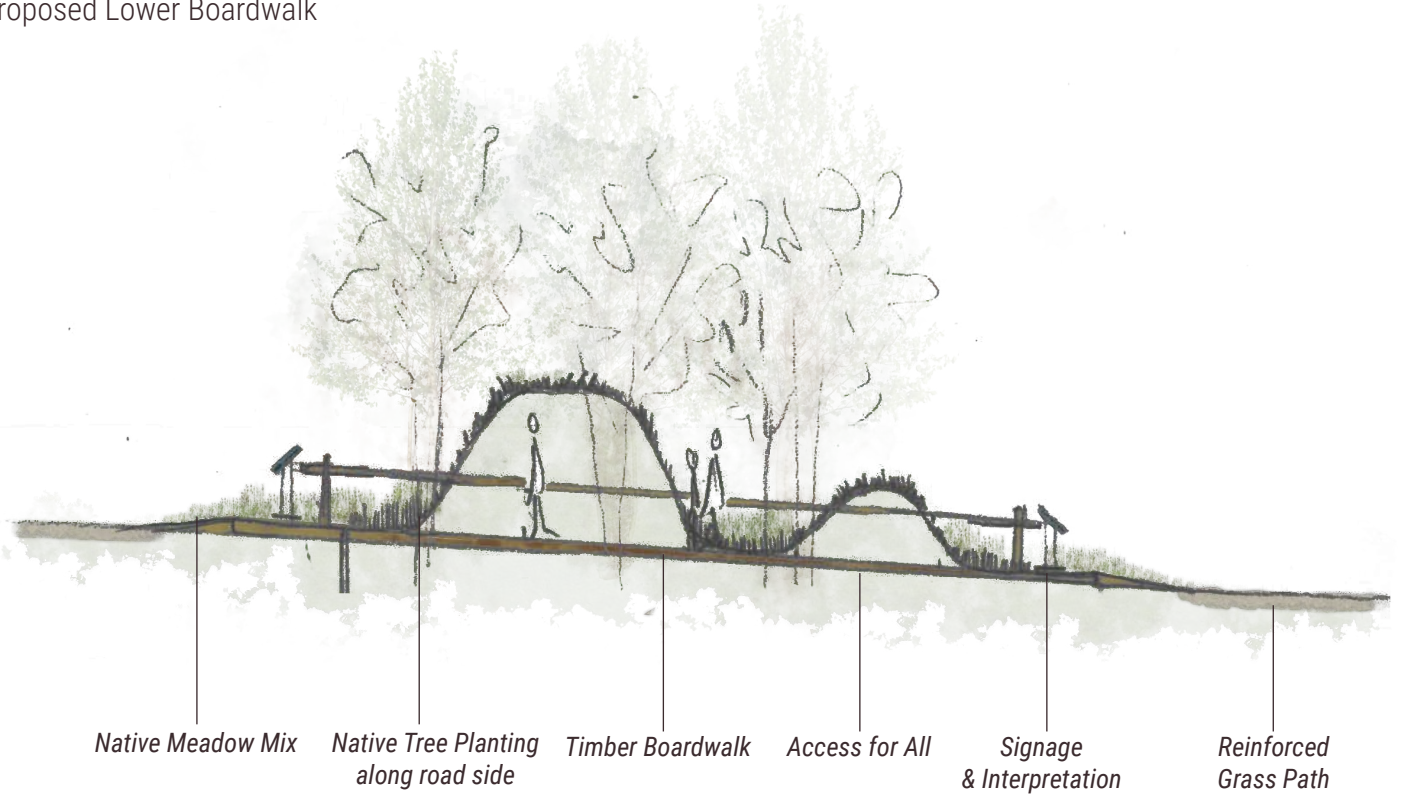 roposed Lower Boardwalk
Native Meadow Mix
Native Tree Planting
along road side
Timber Boardwalk
Access for All
Signage
& Interpretation
Reinforced
Grass Path